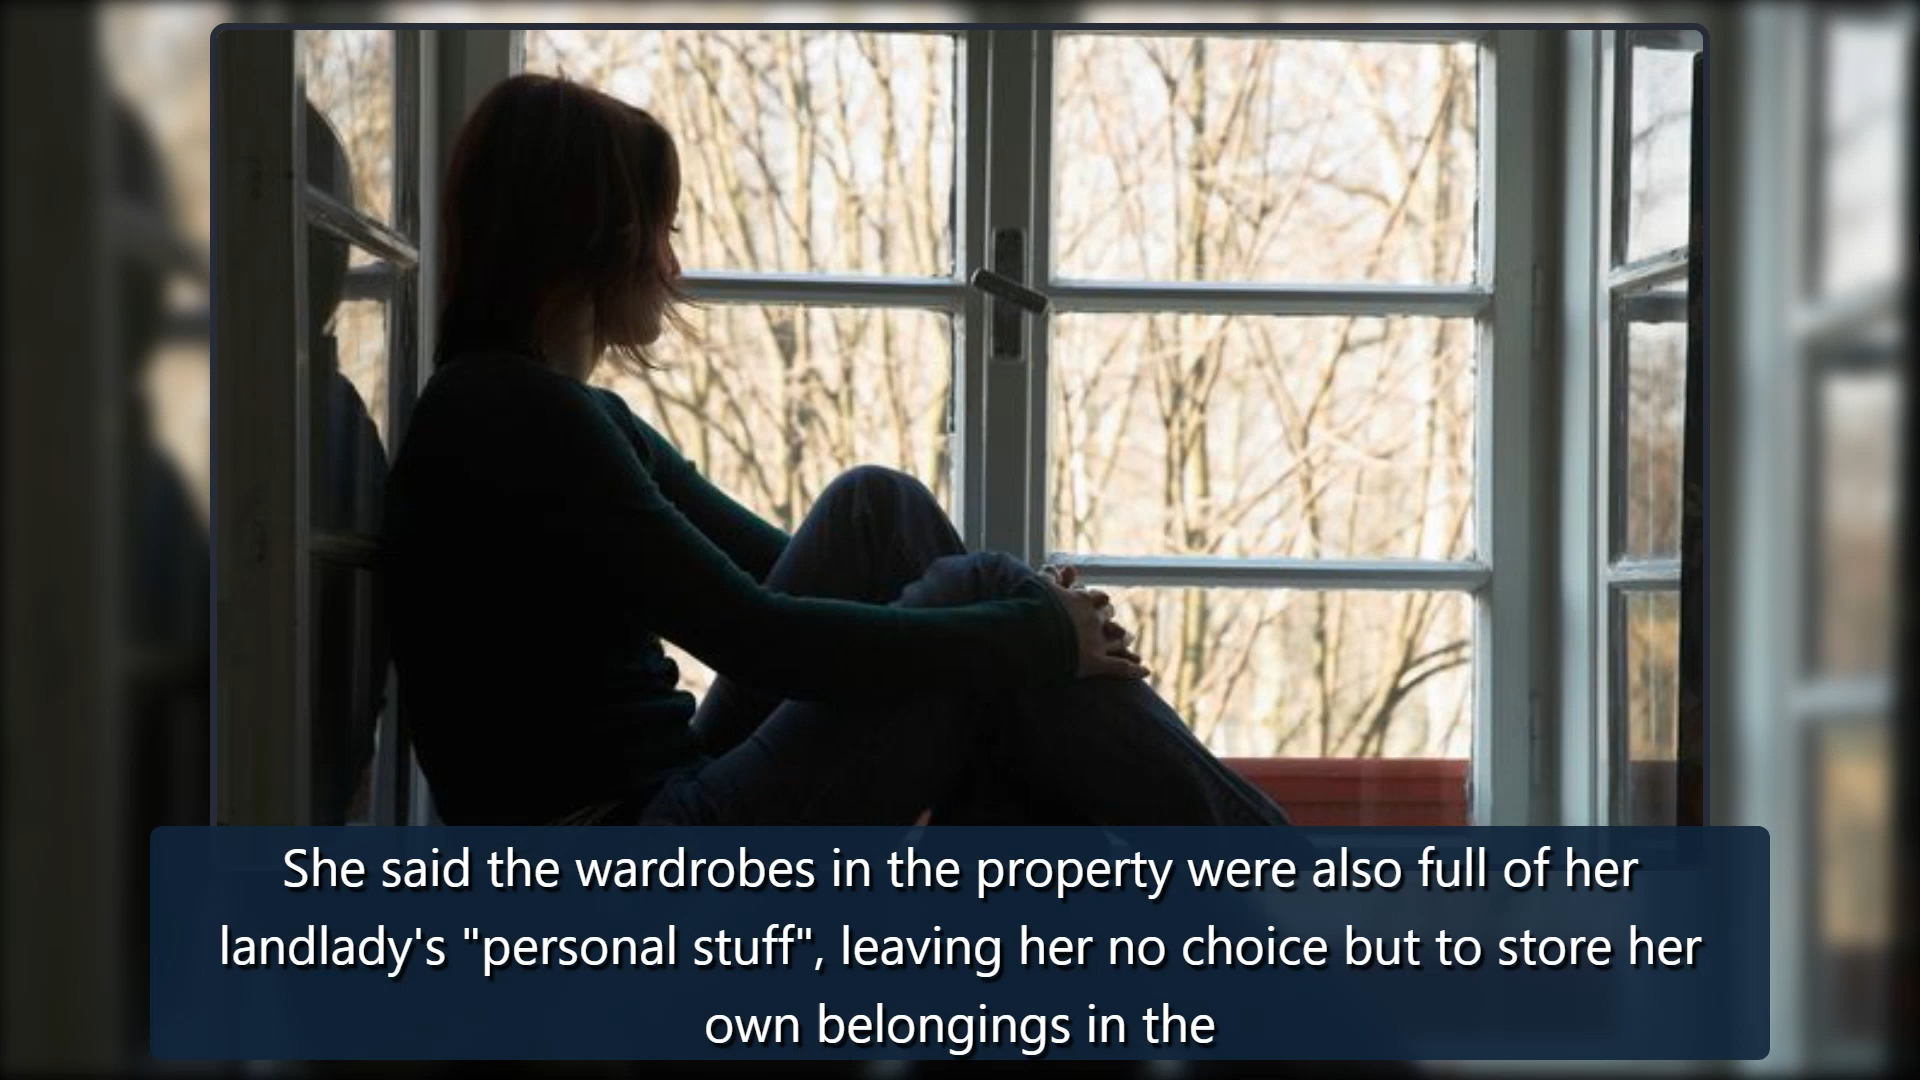 She said the wardrobes in the property were also full of her
landlady's "personal stuff", leaving her no choice but to store her
own belongings in the